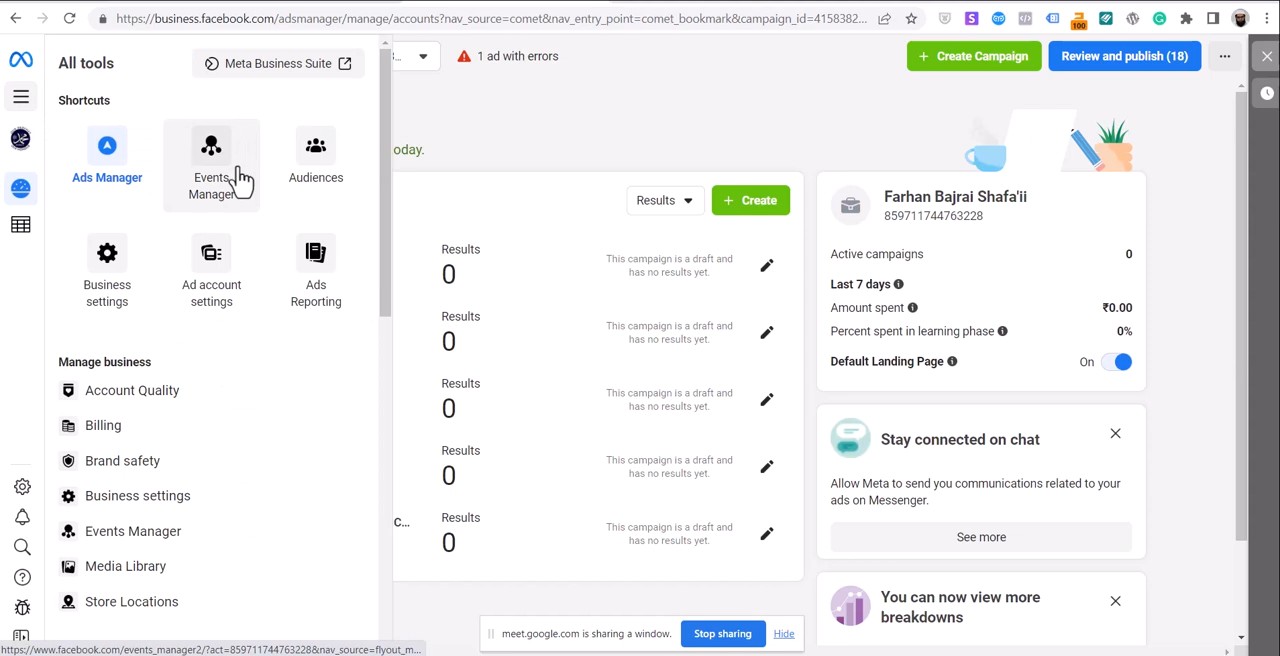 https://business.facebook.com/adsmanager/manage/accounts?nav_source=comet&nav_entry_point=comet_bookmark&campaign_id=4158382...
100
All tools
Meta Business Suite
1 ad with errors
+ Create Campaign
Review and publish (18)
Shortcuts
Ads Manager
Events
Manager
Audiences
oday.
Business
settings
Ad account
settings
Ads
Reporting
Manage business
Account Quality
Billing
Brand safety
Business settings
Events Manager
Media Library
Store Locations
Results
+ Create
Results
0
This campaign is a draft and
has no results yet.
Results
0
This campaign is a draft and
has no results yet.
Results
0
This campaign is a draft and
has no results yet.
Results
0
This campaign is a draft and
has no results yet.
C...
Results
0
This campaign is a draft and
has no results yet.
Farhan Bajrai Shafa'ii
859711744763228
Active campaigns
0
Last 7 days
Amount spent
₹0.00
Percent spent in learning phase
0%
Default Landing Page
On
Stay connected on chat
Allow Meta to send you communications related to your
ads on Messenger.
See more
You can now view more
breakdowns
meet.google.com is sharing a window.
Stop sharing
Hide
https://www.facebook.com/events_manager2/?act=859711744763228&nav_source=flyout_m...